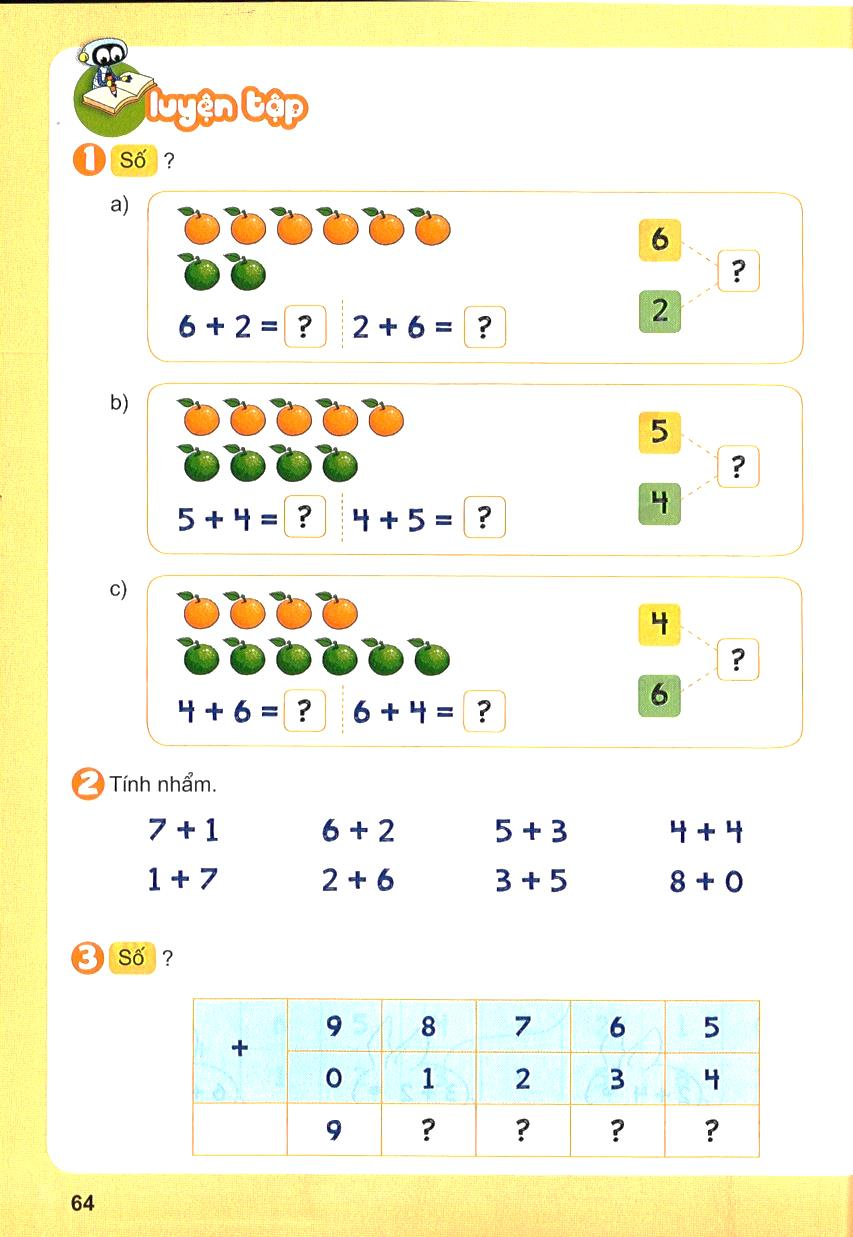 luyện tập
1 Số ?
a)
6
2
?
6 + 2 = ? 2 + 6 = ?
b)
5
4
?
5 + 4 = ? 4 + 5 = ?
c)
4
6
?
4 + 6 = ? 6 + 4 = ?
2 Tính nhẩm.
7 + 1 6 + 2 5 + 3 4 + 4
1 + 7 2 + 6 3 + 5 8 + 0
3 Số ?
+ 9 8 7 6 5
0 1 2 3 4
9 ? ? ? ?
64